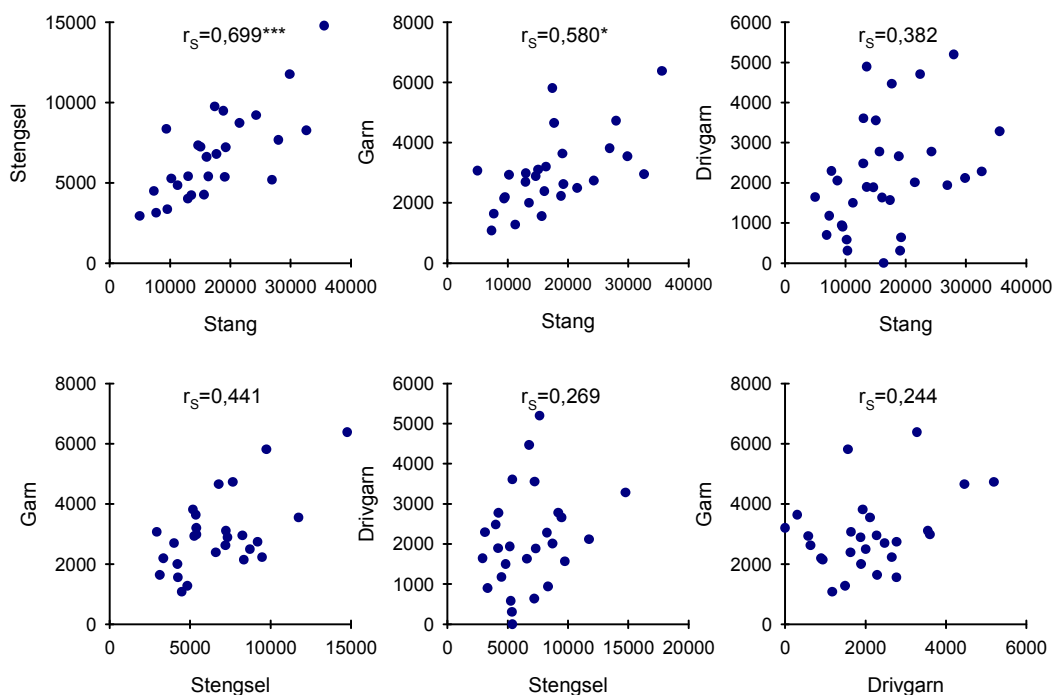 15000
10000
5000
0
Stengsel
r_S=0,699***
0 10000 20000 30000 40000
Stang
8000
6000
4000
2000
0
Garn
r_S=0,580*
0 10000 20000 30000 40000
Stang
6000
5000
4000
3000
2000
1000
0
Drivgarn
r_S=0,382
0 10000 20000 30000 40000
Stang
8000
6000
4000
2000
0
Garn
r_S=0,441
0 5000 10000 15000
Stengsel
6000
5000
4000
3000
2000
1000
0
Drivgarn
r_S=0,269
0 5000 10000 15000 20000
Stengsel
8000
6000
4000
2000
0
Garn
r_S=0,244
0 2000 4000 6000
Drivgarn